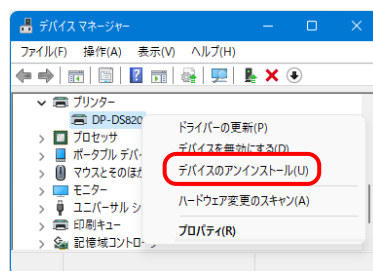 デバイス マネージャー
ファイル(F) 操作(A) 表示(V) ヘルプ(H)
プリンター
DP-DS820
プロセッサ
ポータブル デバ
マウスとそのほか
モニター
ユニバーサル シ
印刷キュー
記憶域コントローラ
ドライバーの更新(P)
デバイスを無効にする(D)
デバイスのアンインストール(U)
ハードウェア変更のスキャン(A)
プロパティ(R)